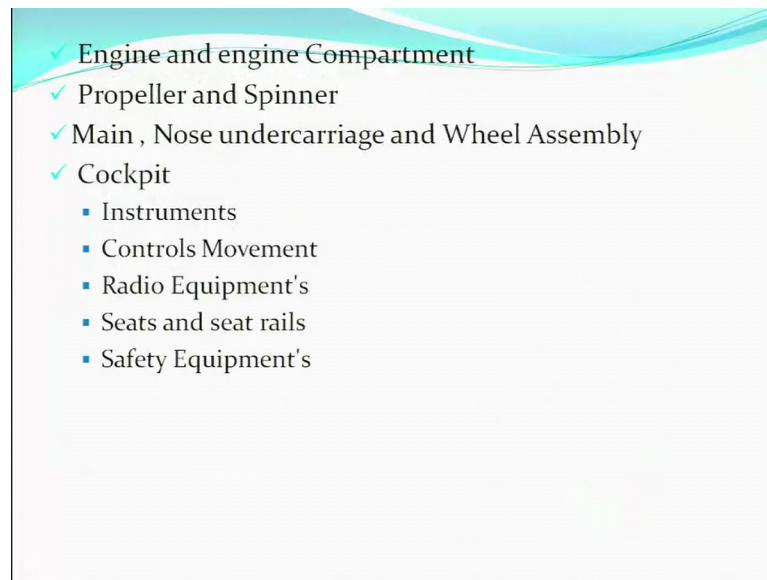 Engine and engine Compartment
Propeller and Spinner
Main , Nose undercarriage and Wheel Assembly
Cockpit
Instruments
Controls Movement
Radio Equipment's
Seats and seat rails
Safety Equipment's